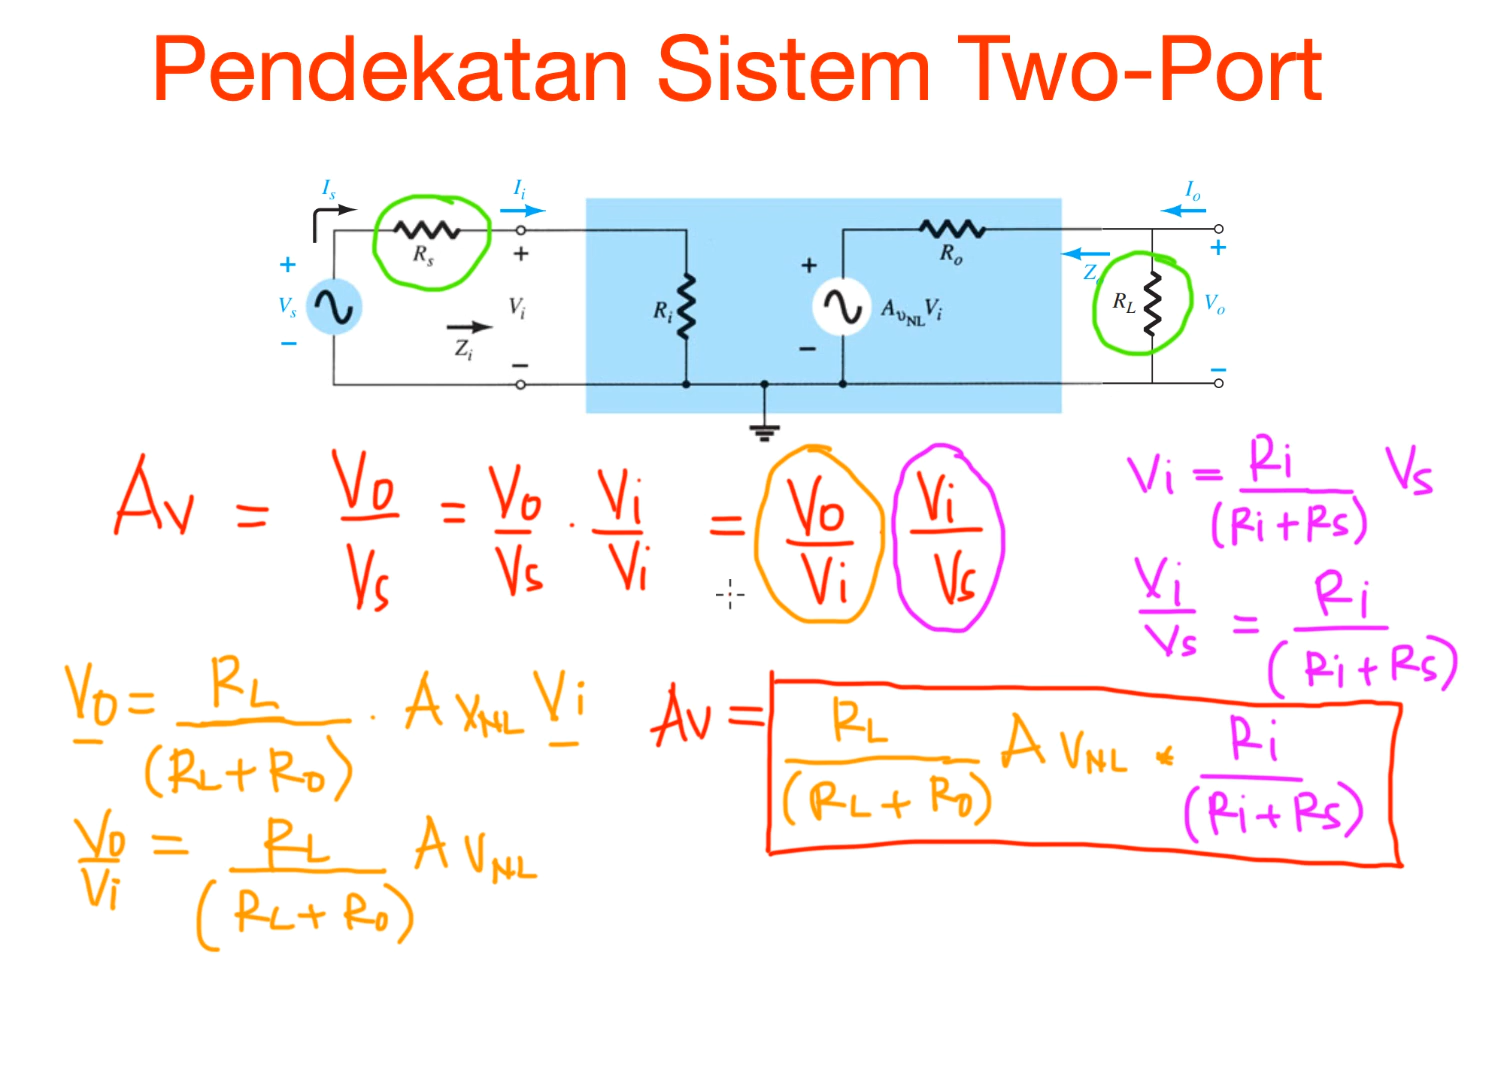 Pendekatan Sistem Two-Port
Is Ii Io
Rs + Ro +
+ + Zo
Vs Vi Ri AvNL Vi RL Vo
Zi
− − − −
Av = Vo/Vs = Vo/Vs · Vi/Vi = Vo/Vi Vi/Vs
Vi = Ri/(Ri+Rs) Vs
Vi/Vs = Ri/(Ri+Rs)
Vo = RL/(RL+Ro) · AVNL Vi
Vo/Vi = RL/(RL+Ro) AVNL
Av = RL/(RL+Ro) AVNL * Ri/(Ri+Rs)